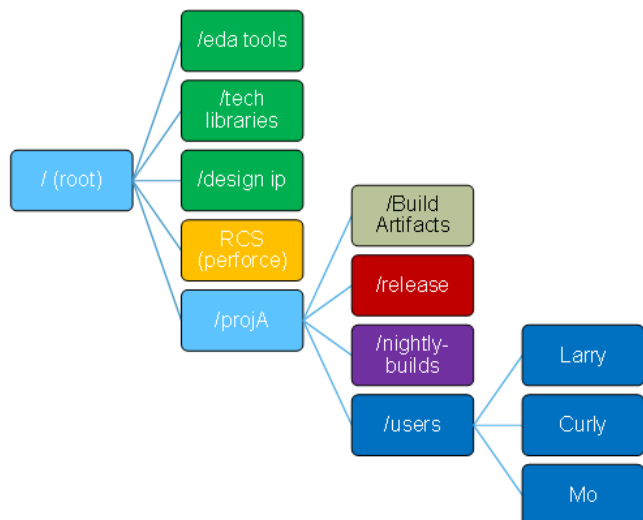 /eda tools
/tech
libraries
/ (root)
/design ip
/Build
Artifacts
RCS
(perforce)
/release
/projA
/nightly-
builds
Larry
/users
Curly
Mo